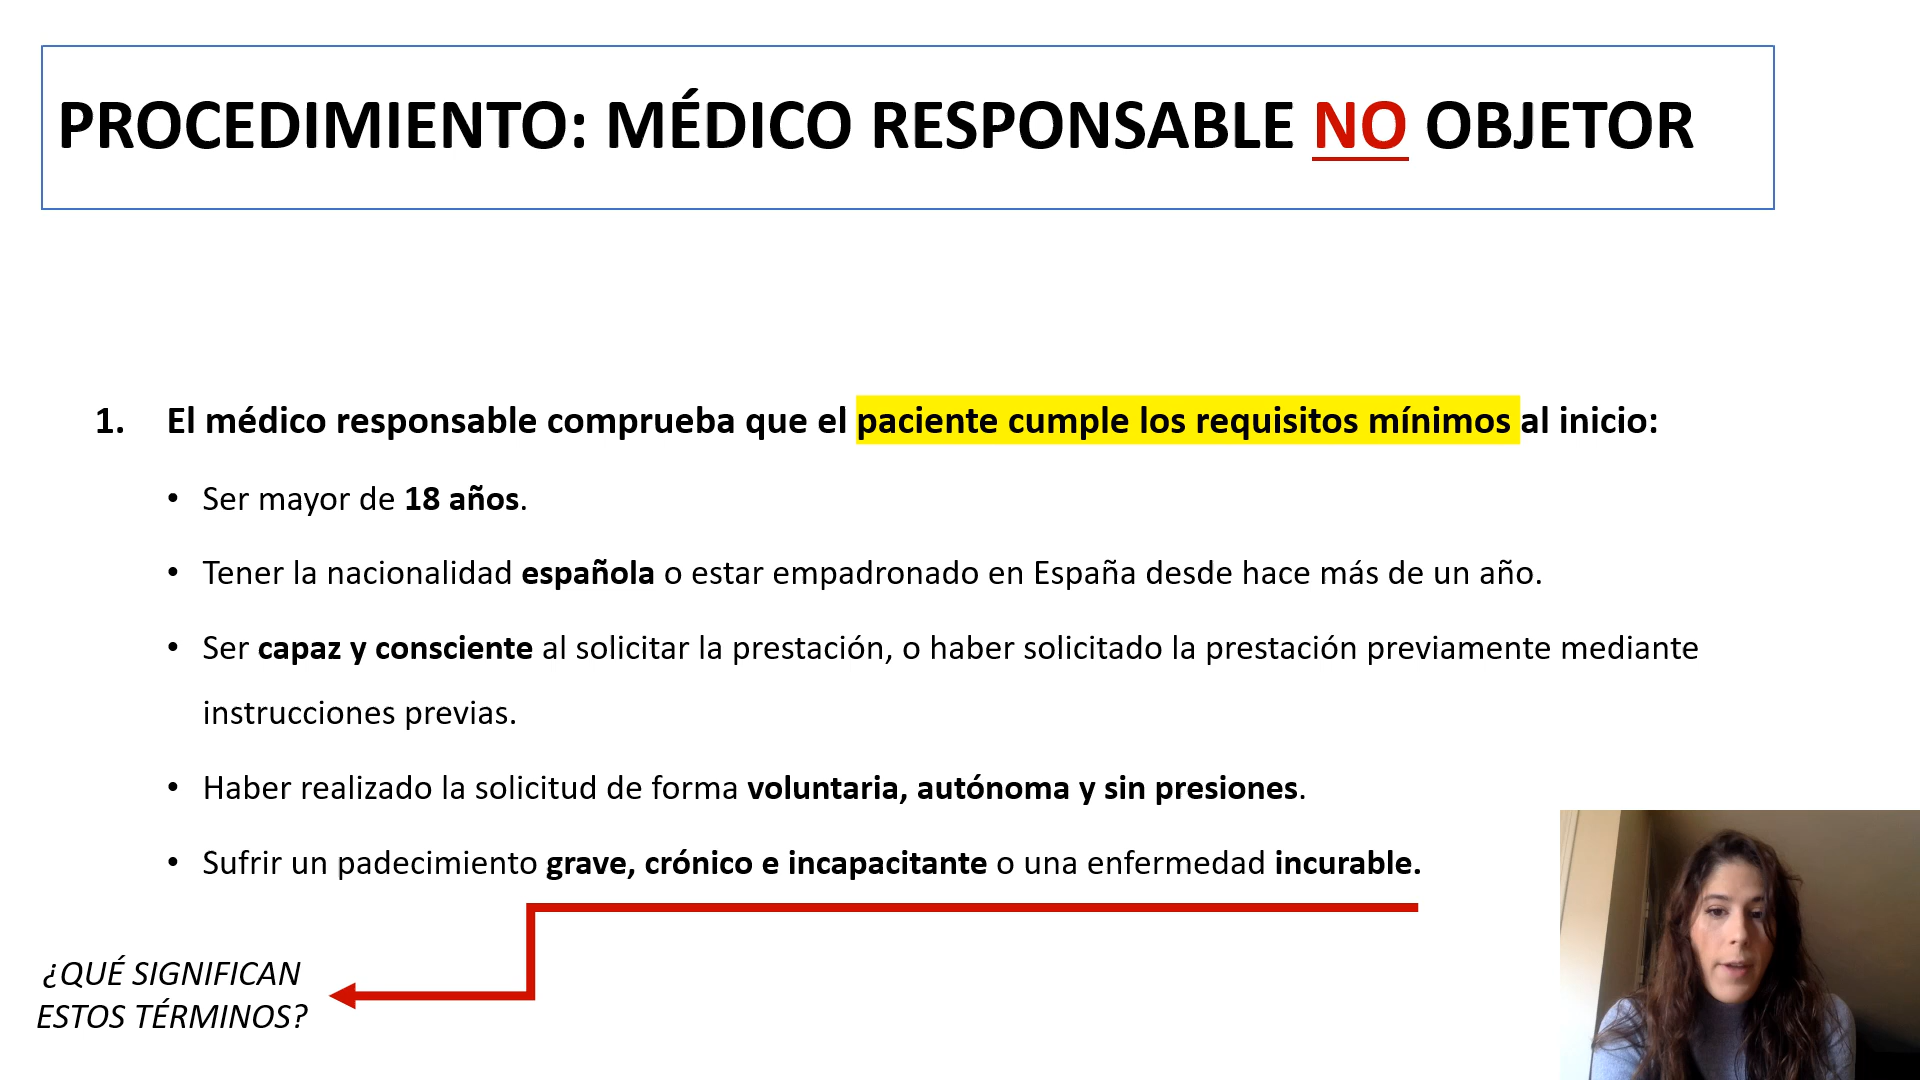 PROCEDIMIENTO: MÉDICO RESPONSABLE NO OBJETOR
1. El médico responsable comprueba que el paciente cumple los requisitos mínimos al inicio:
• Ser mayor de 18 años.
• Tener la nacionalidad española o estar empadronado en España desde hace más de un año.
• Ser capaz y consciente al solicitar la prestación, o haber solicitado la prestación previamente mediante
instrucciones previas.
• Haber realizado la solicitud de forma voluntaria, autónoma y sin presiones.
• Sufrir un padecimiento grave, crónico e incapacitante o una enfermedad incurable.
¿QUÉ SIGNIFICAN
ESTOS TÉRMINOS?